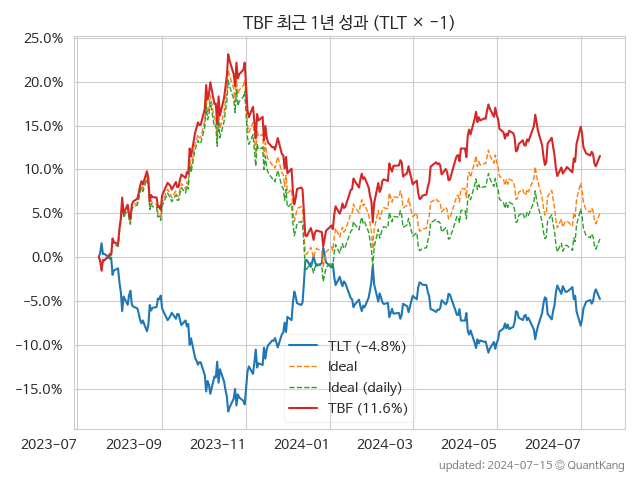 TBF 최근 1년 성과 (TLT × −1)
25.0%
20.0%
15.0%
10.0%
5.0%
0.0%
−5.0%
−10.0%
−15.0%
TLT (−4.8%)
Ideal
Ideal (daily)
TBF (11.6%)
2023-07 2023-09 2023-11 2024-01 2024-03 2024-05 2024-07
updated: 2024-07-15 ⓒ QuantKang